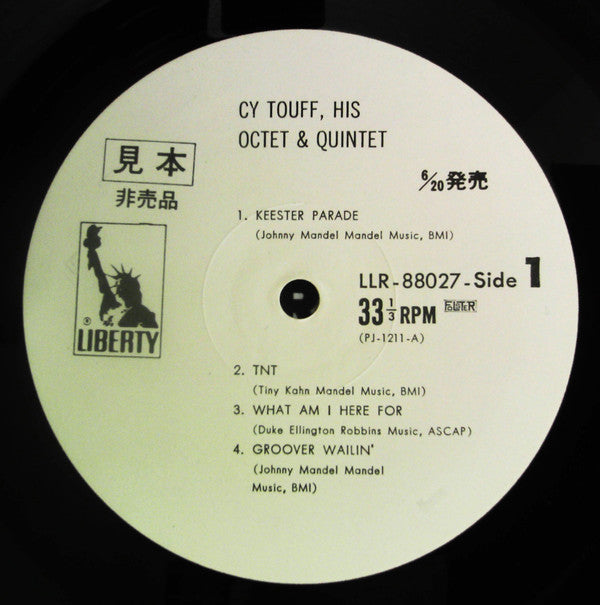 CY TOUFF, HIS
OCTET & QUINTET
見本
非売品
6/20発売
1. KEESTER PARADE
(Johnny Mandel Mandel Music, BMI)
® LIBERTY
LLR-88027-Side 1
33 1/3 RPM
(PJ-1211-A)
2. TNT
(Tiny Kahn Mandel Music, BMI)
3. WHAT AM I HERE FOR
(Duke Ellington Robbins Music, ASCAP)
4. GROOVER WAILIN'
(Johnny Mandel Mandel
Music, BMI)